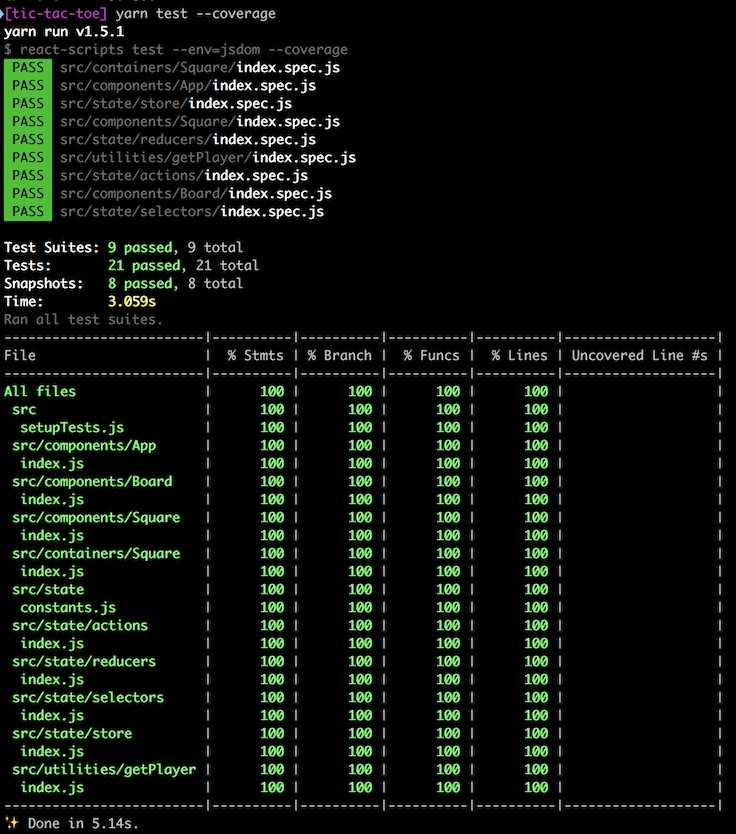 [tic-tac-toe] yarn test --coverage
yarn run v1.5.1
$ react-scripts test --env=jsdom --coverage
PASS src/containers/Square/index.spec.js
PASS src/components/App/index.spec.js
PASS src/state/store/index.spec.js
PASS src/components/Square/index.spec.js
PASS src/state/reducers/index.spec.js
PASS src/utilities/getPlayer/index.spec.js
PASS src/state/actions/index.spec.js
PASS src/components/Board/index.spec.js
PASS src/state/selectors/index.spec.js
Test Suites: 9 passed, 9 total
Tests: 21 passed, 21 total
Snapshots: 8 passed, 8 total
Time: 3.059s
Ran all test suites.
-------------------------|----------|----------|----------|----------|-------------------|
File | % Stmts | % Branch | % Funcs | % Lines | Uncovered Line #s |
-------------------------|----------|----------|----------|----------|-------------------|
All files | 100 | 100 | 100 | 100 | |
src | 100 | 100 | 100 | 100 | |
setupTests.js | 100 | 100 | 100 | 100 | |
src/components/App | 100 | 100 | 100 | 100 | |
index.js | 100 | 100 | 100 | 100 | |
src/components/Board | 100 | 100 | 100 | 100 | |
index.js | 100 | 100 | 100 | 100 | |
src/components/Square | 100 | 100 | 100 | 100 | |
index.js | 100 | 100 | 100 | 100 | |
src/containers/Square | 100 | 100 | 100 | 100 | |
index.js | 100 | 100 | 100 | 100 | |
src/state | 100 | 100 | 100 | 100 | |
constants.js | 100 | 100 | 100 | 100 | |
src/state/actions | 100 | 100 | 100 | 100 | |
index.js | 100 | 100 | 100 | 100 | |
src/state/reducers | 100 | 100 | 100 | 100 | |
index.js | 100 | 100 | 100 | 100 | |
src/state/selectors | 100 | 100 | 100 | 100 | |
index.js | 100 | 100 | 100 | 100 | |
src/state/store | 100 | 100 | 100 | 100 | |
index.js | 100 | 100 | 100 | 100 | |
src/utilities/getPlayer | 100 | 100 | 100 | 100 | |
index.js | 100 | 100 | 100 | 100 | |
-------------------------|----------|----------|----------|----------|-------------------|
✨ Done in 5.14s.